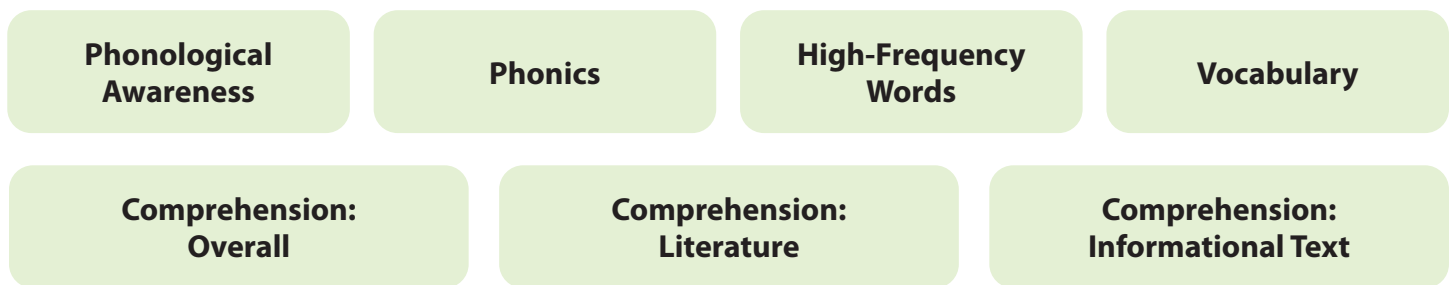 Phonological
Awareness
Phonics
High-Frequency
Words
Vocabulary
Comprehension:
Overall
Comprehension:
Literature
Comprehension:
Informational Text